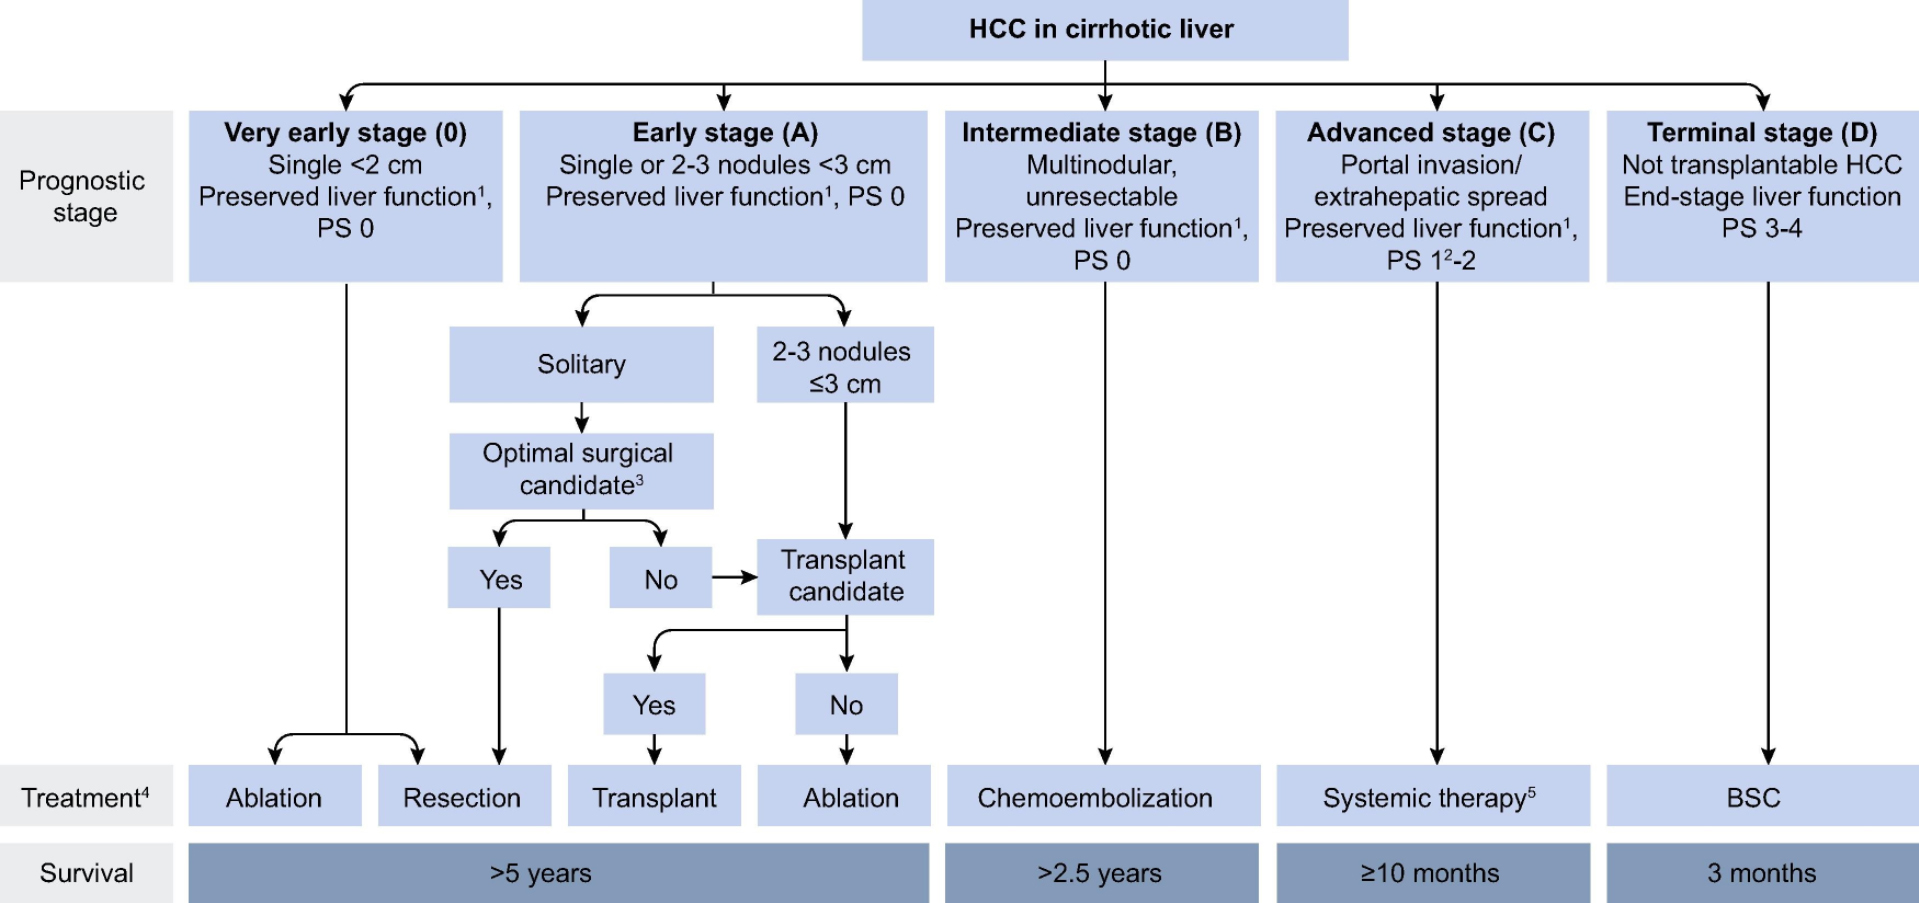 HCC in cirrhotic liver
Prognostic
stage
Very early stage (0)
Single <2 cm
Preserved liver function¹,
PS 0
Early stage (A)
Single or 2-3 nodules <3 cm
Preserved liver function¹, PS 0
Intermediate stage (B)
Multinodular,
unresectable
Preserved liver function¹,
PS 0
Advanced stage (C)
Portal invasion/
extrahepatic spread
Preserved liver function¹,
PS 1²-2
Terminal stage (D)
Not transplantable HCC
End-stage liver function
PS 3-4
Solitary
2-3 nodules
≤3 cm
Optimal surgical
candidate³
Yes
No
Transplant
candidate
Yes
No
Treatment⁴
Ablation
Resection
Transplant
Ablation
Chemoembolization
Systemic therapy⁵
BSC
Survival
>5 years
>2.5 years
≥10 months
3 months